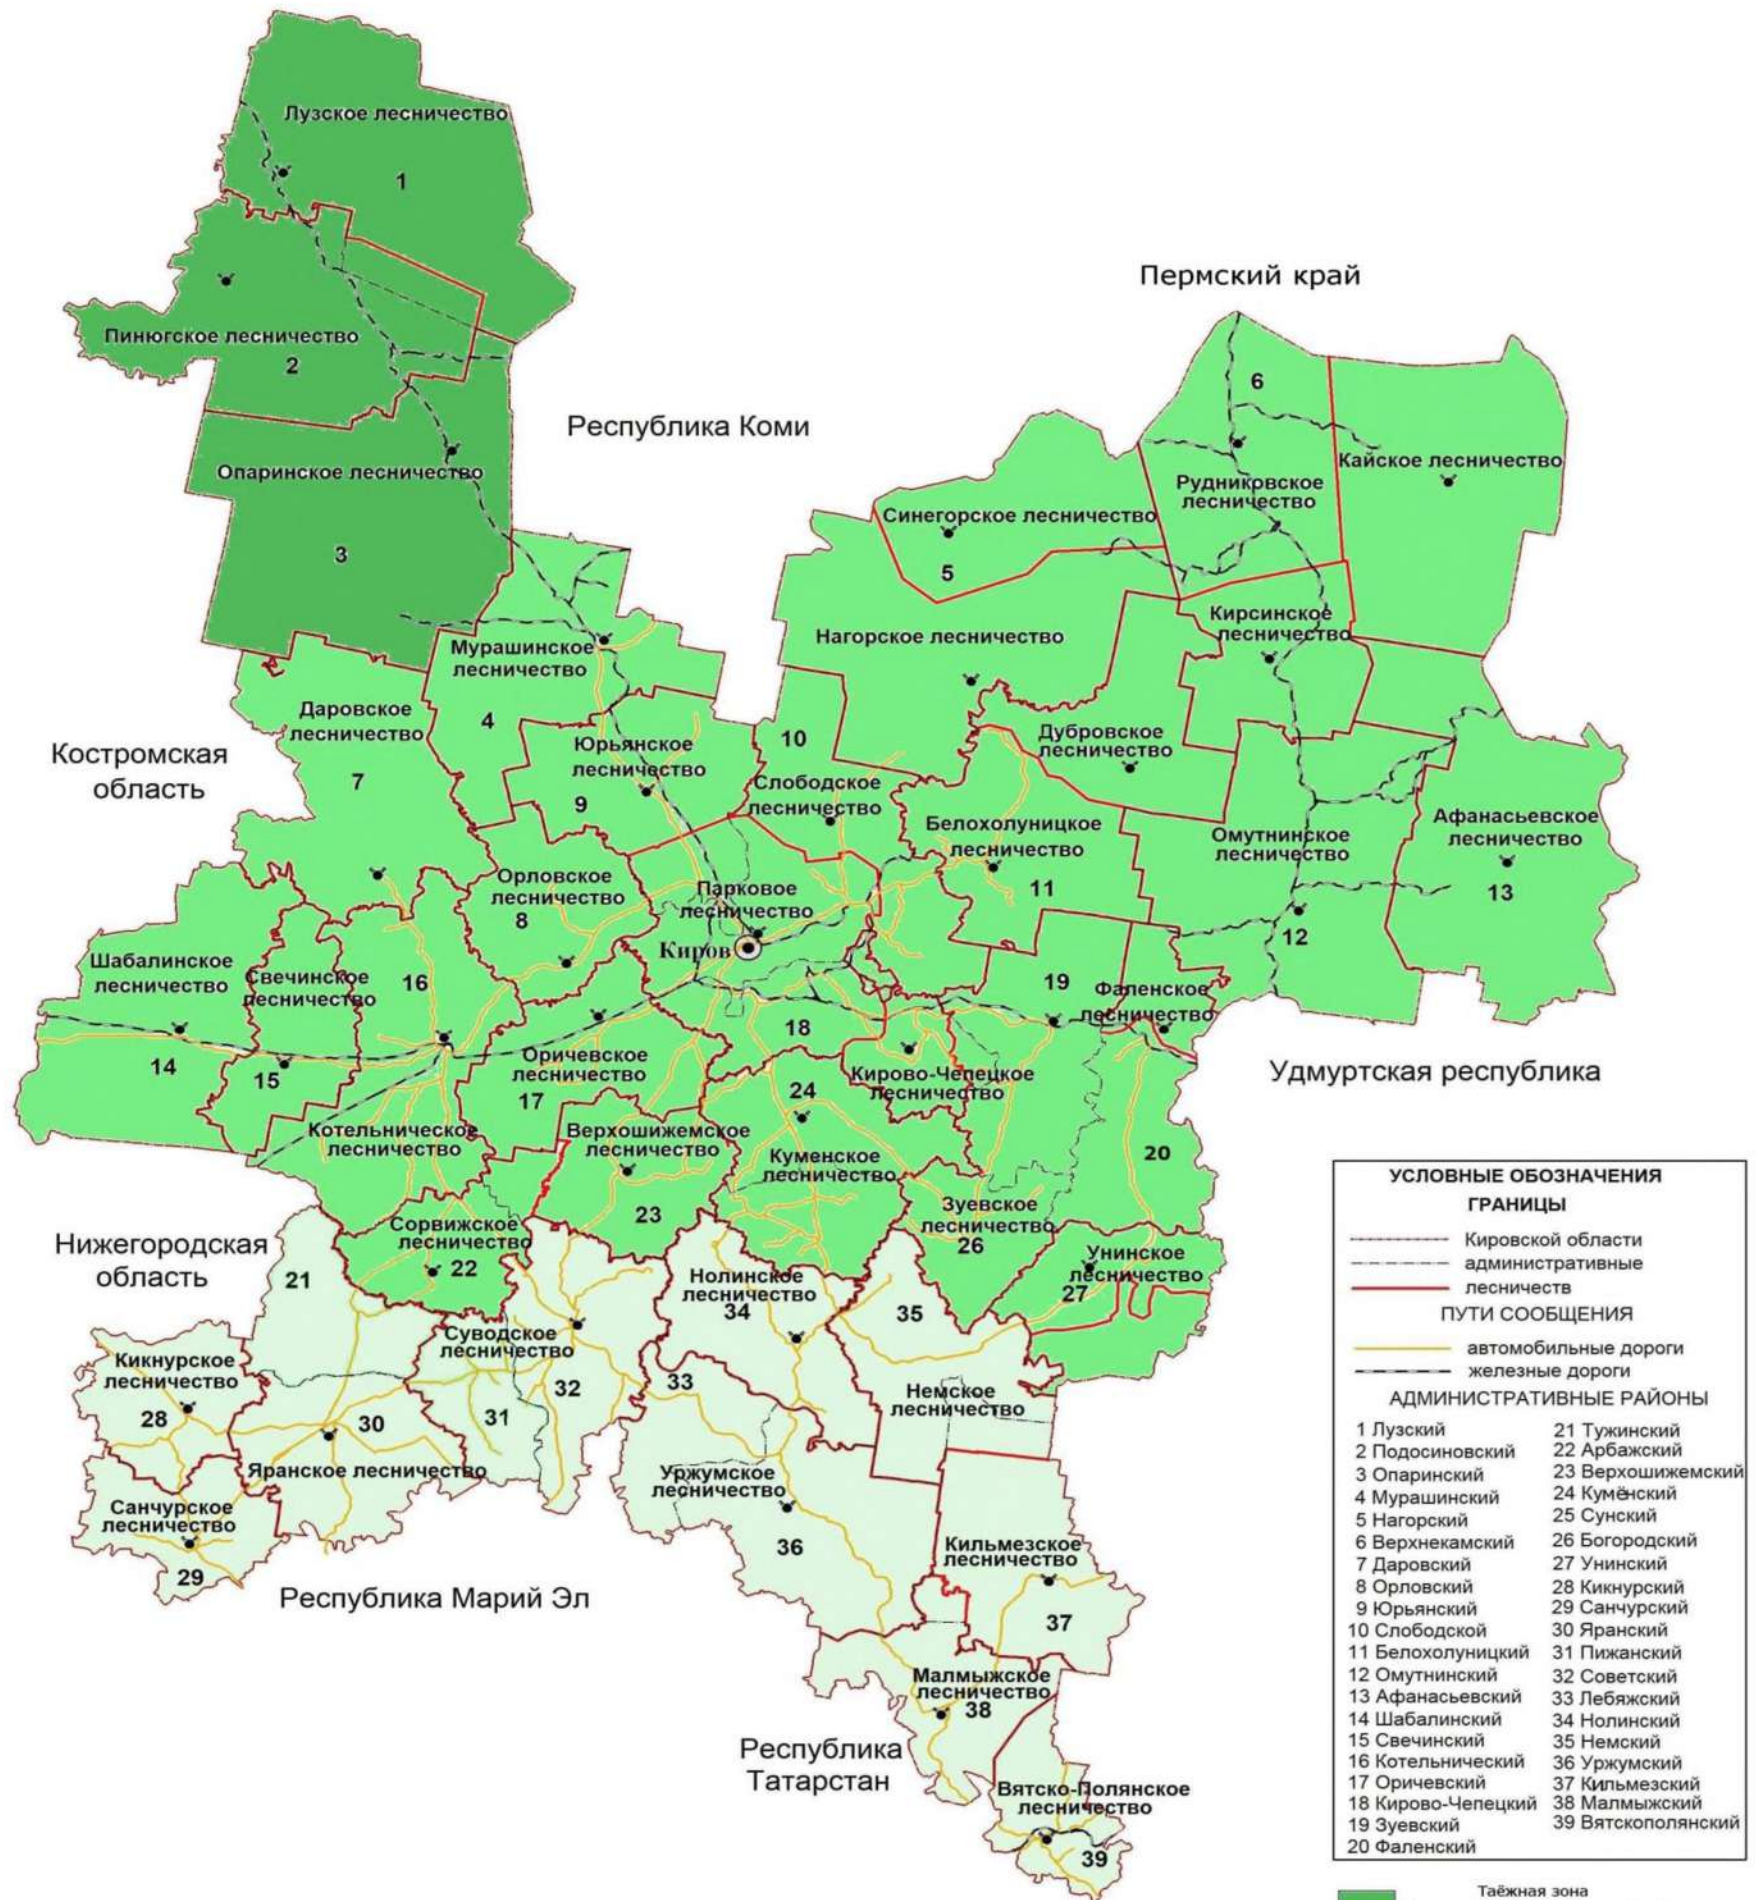 Лузское лесничество
1
Пермский край
Пинюгское лесничество
2
6
Республика Коми
Опаринское лесничество
Кайское лесничество
Рудниковское
лесничество
Синегорское лесничество
3
5
Кирсинское
лесничество
Нагорское лесничество
Мурашинское
лесничество
Даровское
лесничество
4
10
Дубровское
лесничество
Костромская
область
Юрьянское
лесничество
7
9
Слободское
лесничество
Белохолуницкое
лесничество
Омутнинское
лесничество
Афанасьевское
лесничество
Орловское
лесничество
8
Парковое
лесничество
11
13
Киров
12
Шабалинское
лесничество
Свечинское
лесничество
16
19
Фаленское
лесничество
18
14
15
Оричевское
лесничество
17
24
Кирово-Чепецкое
лесничество
Удмуртская республика
Котельническое
лесничество
Верхошижемское
лесничество
Куменское
лесничество
20
23
Зуевское
лесничество
26
Нижегородская
область
Сорвижское
лесничество
22
21
Унинское
лесничество
27
Нолинское
лесничество
34
35
Суводское
лесничество
Кикнурское
лесничество
28
32
33
Немское
лесничество
31
30
Яранское лесничество
Уржумское
лесничество
Санчурское
лесничество
36
Кильмезское
лесничество
29
Республика Марий Эл
37
Малмыжское
лесничество
38
Республика
Татарстан
Вятско-Полянское
лесничество
39
УСЛОВНЫЕ ОБОЗНАЧЕНИЯ
ГРАНИЦЫ
Кировской области
административные
лесничеств
ПУТИ СООБЩЕНИЯ
автомобильные дороги
железные дороги
АДМИНИСТРАТИВНЫЕ РАЙОНЫ
1 Лузский
2 Подосиновский
3 Опаринский
4 Мурашинский
5 Нагорский
6 Верхнекамский
7 Даровский
8 Орловский
9 Юрьянский
10 Слободской
11 Белохолуницкий
12 Омутнинский
13 Афанасьевский
14 Шабалинский
15 Свечинский
16 Котельнический
17 Оричевский
18 Кирово-Чепецкий
19 Зуевский
20 Фаленский
21 Тужинский
22 Арбажский
23 Верхошижемский
24 Кумёнский
25 Сунский
26 Богородский
27 Унинский
28 Кикнурский
29 Санчурский
30 Яранский
31 Пижанский
32 Советский
33 Лебяжский
34 Нолинский
35 Немский
36 Уржумский
37 Кильмезский
38 Малмыжский
39 Вятскополянский
Таёжная зона